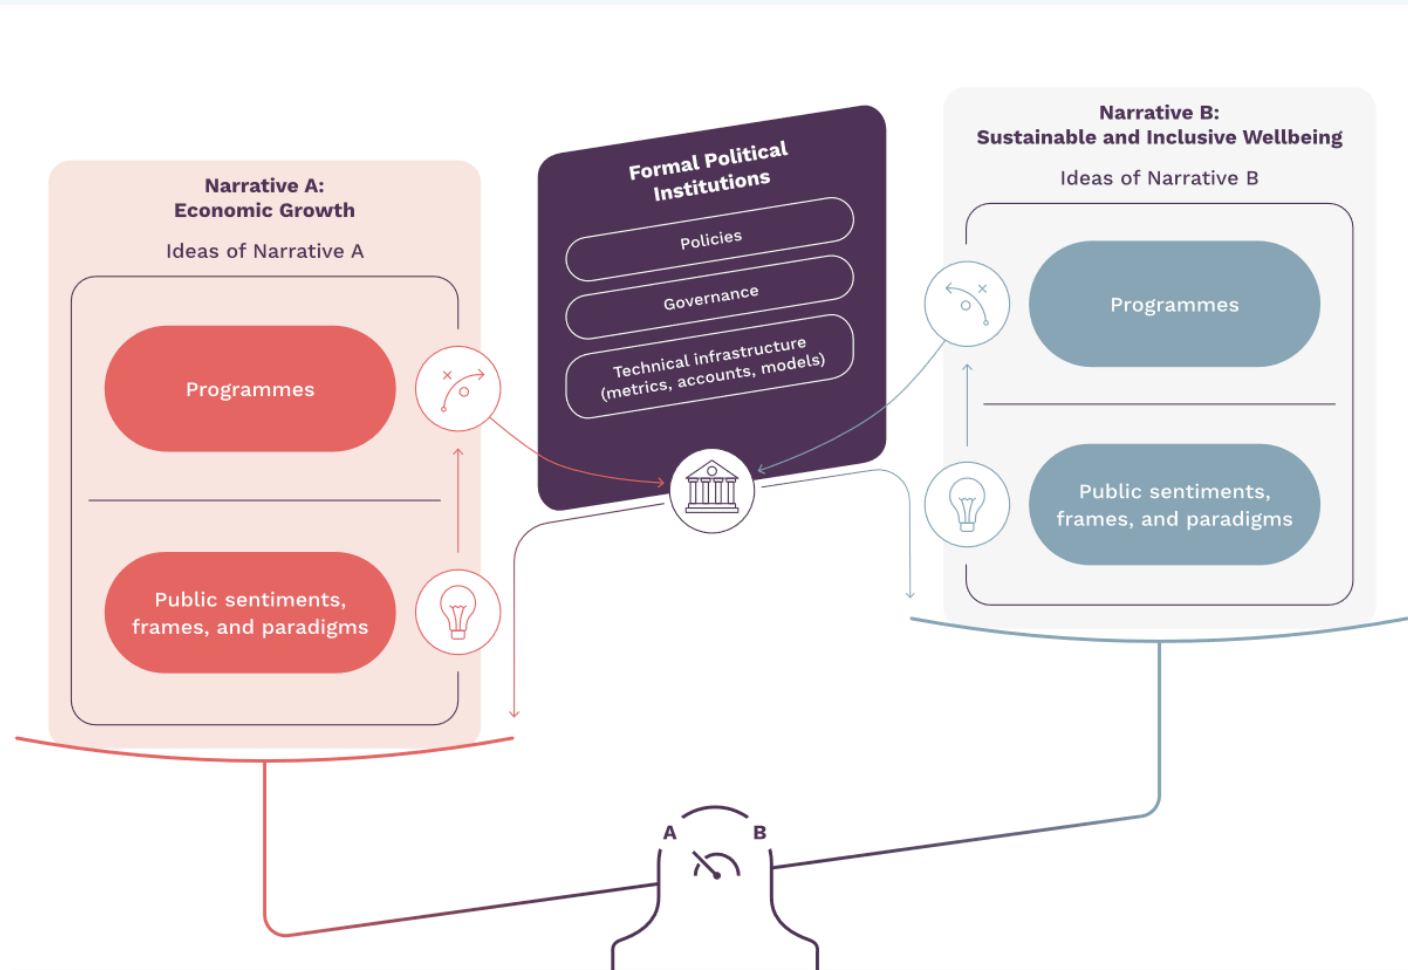 Narrative A:
Economic Growth
Ideas of Narrative A
Programmes
Public sentiments,
frames, and paradigms
Formal Political
Institutions
Policies
Governance
Technical infrastructure
(metrics, accounts, models)
Narrative B:
Sustainable and Inclusive Wellbeing
Ideas of Narrative B
Programmes
Public sentiments,
frames, and paradigms
A
B